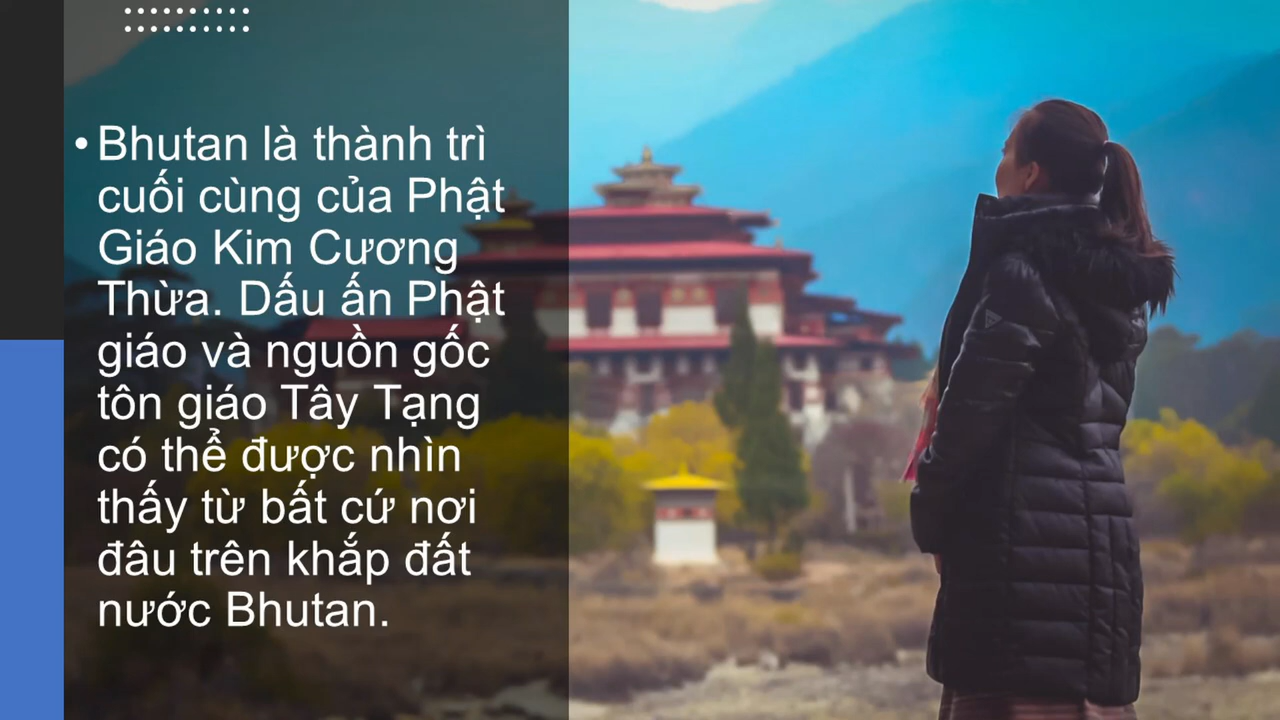 • Bhutan là thành trì
cuối cùng của Phật
Giáo Kim Cương
Thừa. Dấu ấn Phật
giáo và nguồn gốc
tôn giáo Tây Tạng
có thể được nhìn
thấy từ bất cứ nơi
đâu trên khắp đất
nước Bhutan.